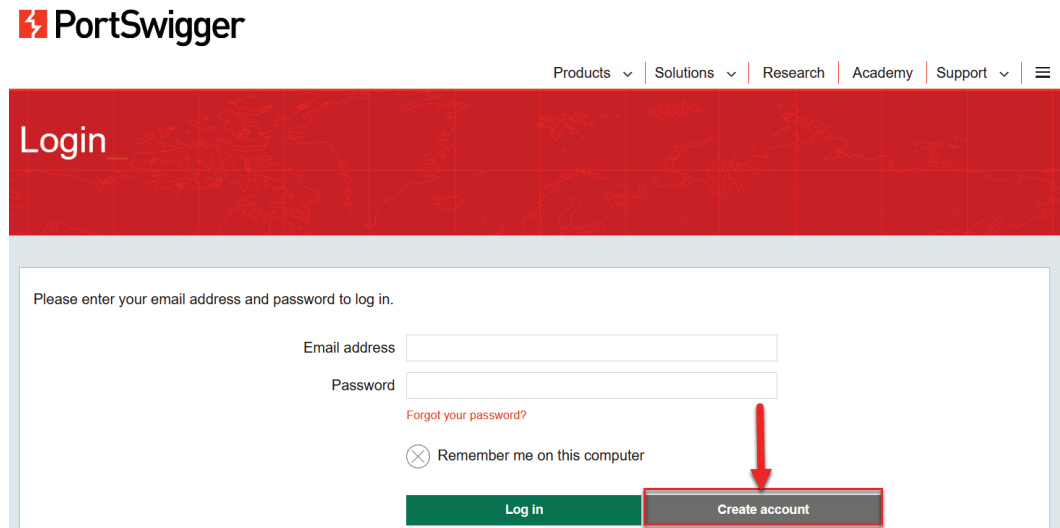 PortSwigger
Products Solutions Research Academy Support
Login_
Please enter your email address and password to log in.
Email address
Password
Forgot your password?
Remember me on this computer
Log in Create account